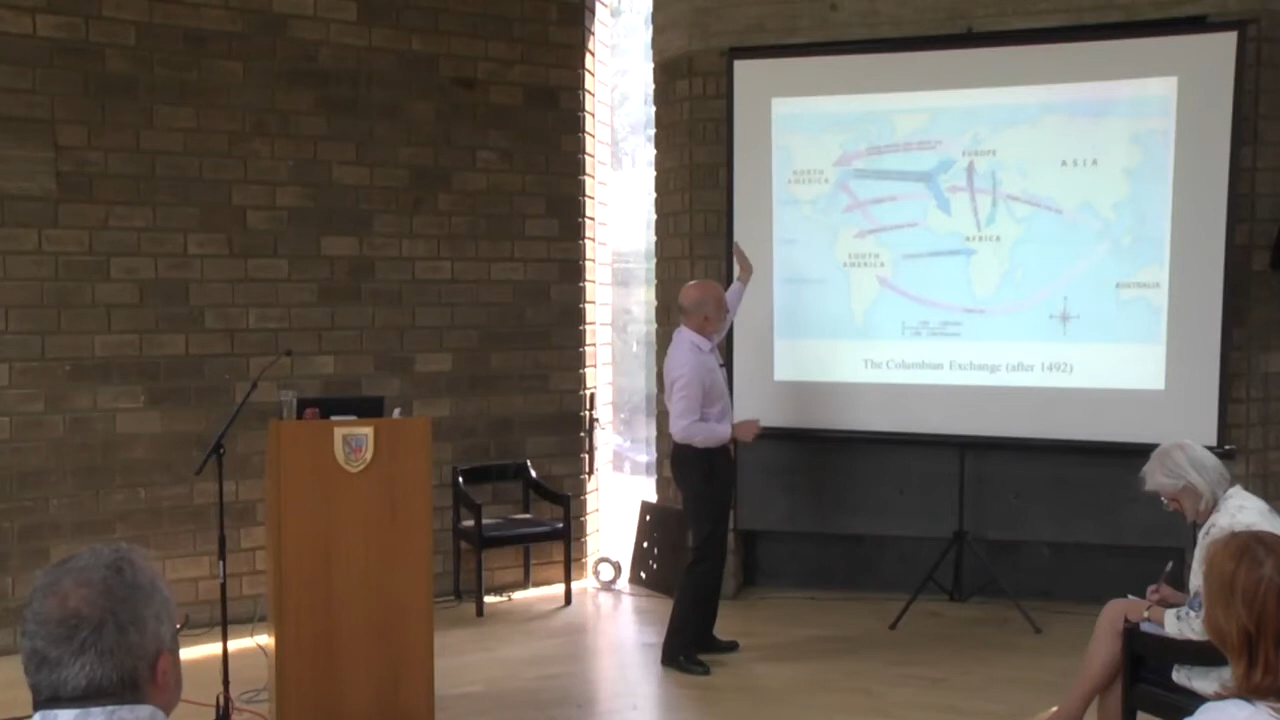 EUROPE
ASIA
NORTH
AMERICA
AFRICA
SOUTH
AMERICA
AUSTRALIA
The Columbian Exchange (after 1492)